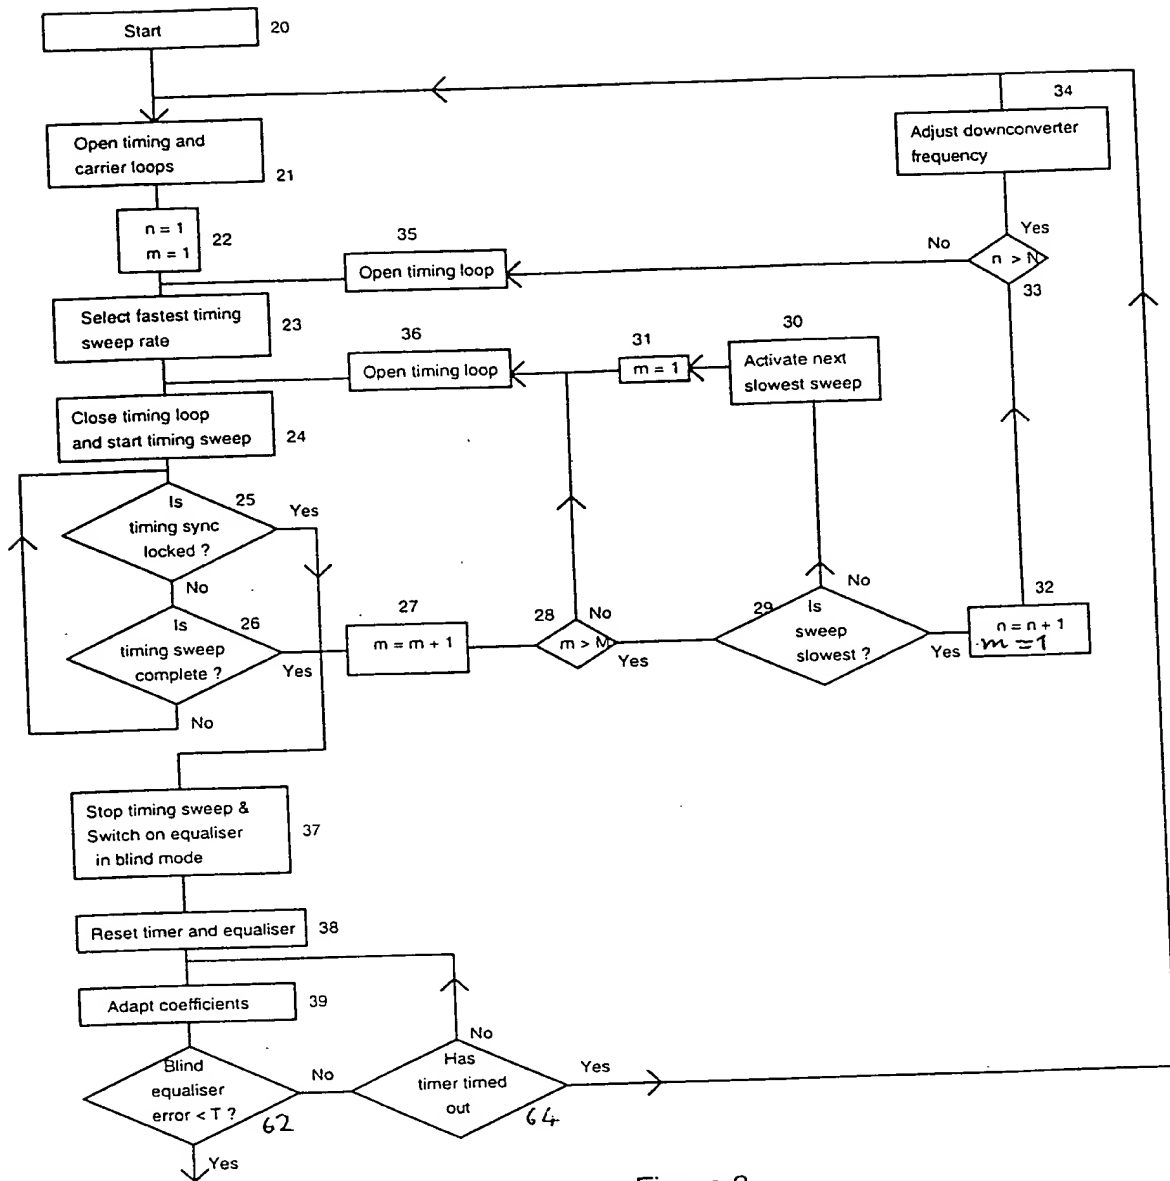 Start
20
34
Adjust downconverter
frequency
Open timing and
carrier loops
21
n = 1
m = 1
22
35
Open timing loop
No
Yes
n > N
33
Select fastest timing
sweep rate
23
36
Open timing loop
31
m = 1
30
Activate next
slowest sweep
Close timing loop
and start timing sweep
24
Is
timing sync
locked ?
25
Yes
No
Is
timing sweep
complete ?
26
Yes
No
27
m = m + 1
28
m > M
No
Yes
29
Is
sweep
slowest ?
No
Yes
32
n = n + 1
m = 1
Stop timing sweep &
Switch on equaliser
in blind mode
37
Reset timer and equaliser
38
Adapt coefficients
39
Blind
equaliser
error < T ?
62
No
Yes
Has
timer timed
out
64
No
Yes